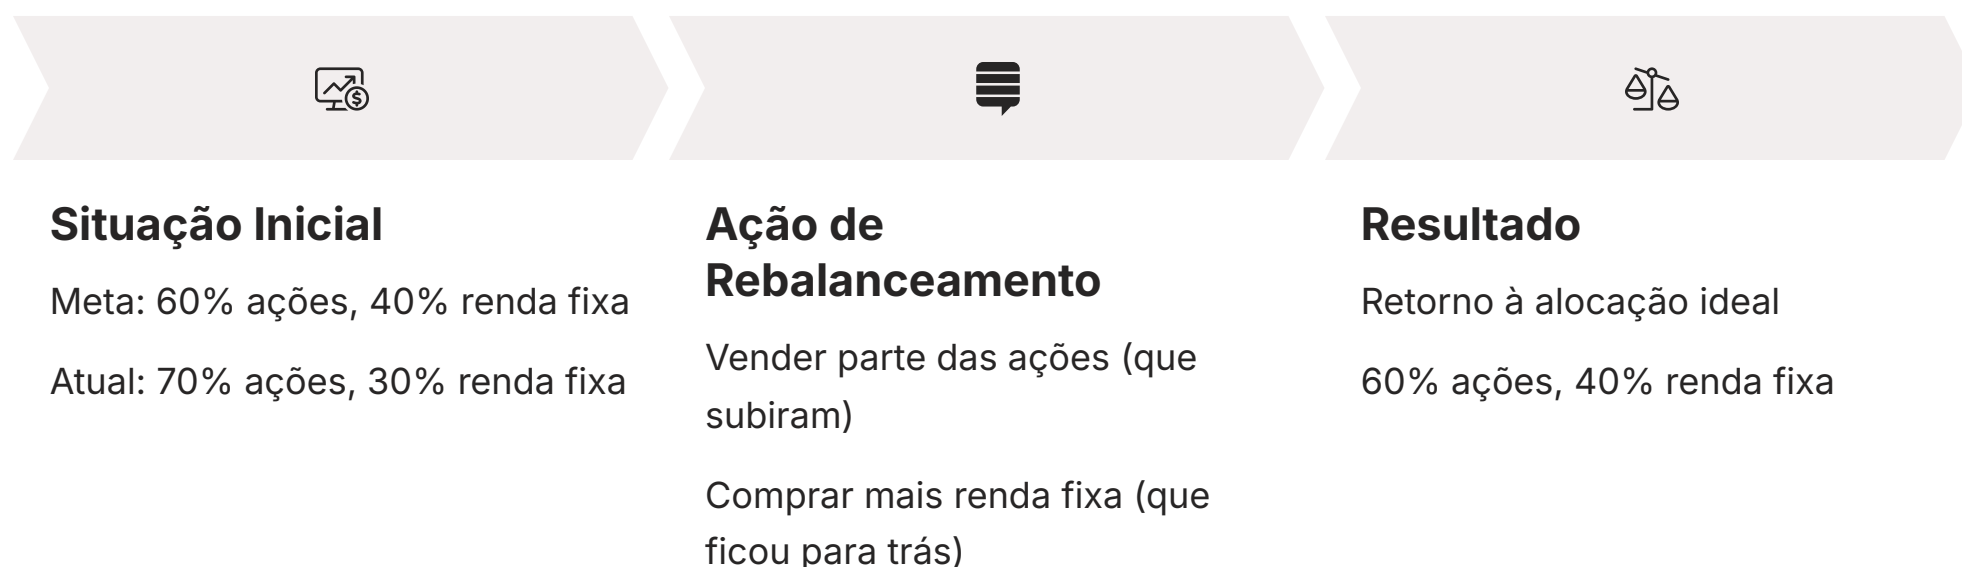 Situação Inicial
Meta: 60% ações, 40% renda fixa
Atual: 70% ações, 30% renda fixa
Ação de
Rebalanceamento
Vender parte das ações (que
subiram)
Comprar mais renda fixa (que
ficou para trás)
Resultado
Retorno à alocação ideal
60% ações, 40% renda fixa